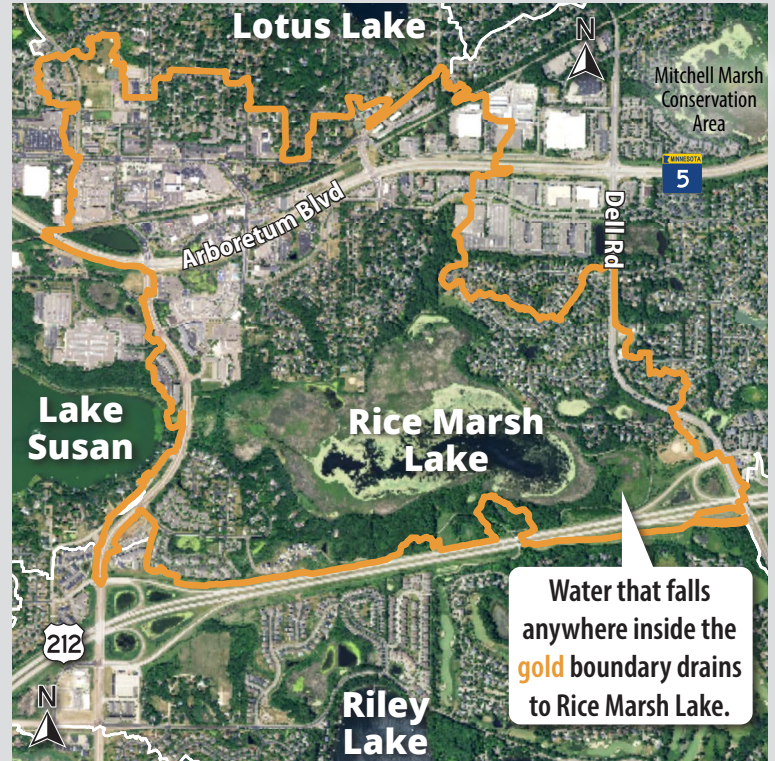 Lotus Lake
N
Mitchell Marsh
Conservation
Area
MINNESOTA
5
Arboretum Blvd
Dell Rd
Lake
Susan
Rice Marsh
Lake
Water that falls
anywhere inside the
gold boundary drains
to Rice Marsh Lake.
212
N
Riley
Lake